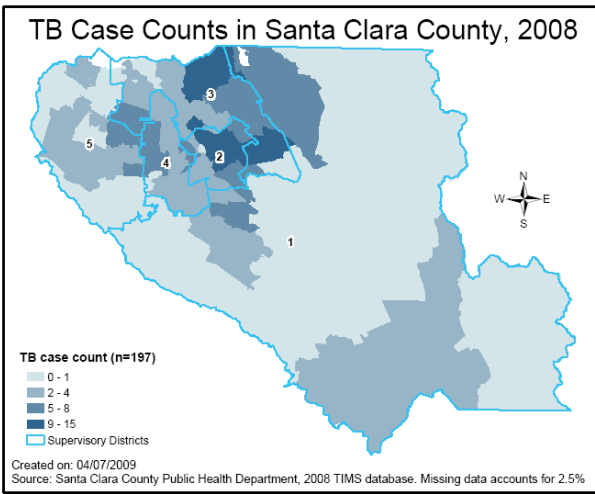 TB Case Counts in Santa Clara County, 2008
3
5
4
2
N
W E
S
1
TB case count (n=197)
0 - 1
2 - 4
5 - 8
9 - 15
Supervisory Districts
Created on: 04/07/2009
Source: Santa Clara County Public Health Department, 2008 TIMS database. Missing data accounts for 2.5%